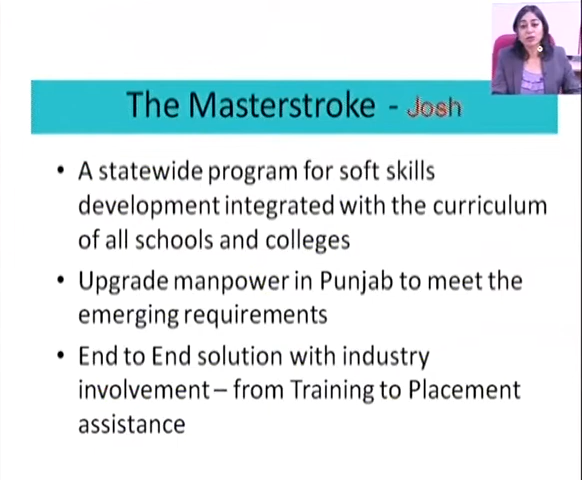 The Masterstroke - Josh
• A statewide program for soft skills
development integrated with the curriculum
of all schools and colleges
• Upgrade manpower in Punjab to meet the
emerging requirements
• End to End solution with industry
involvement – from Training to Placement
assistance